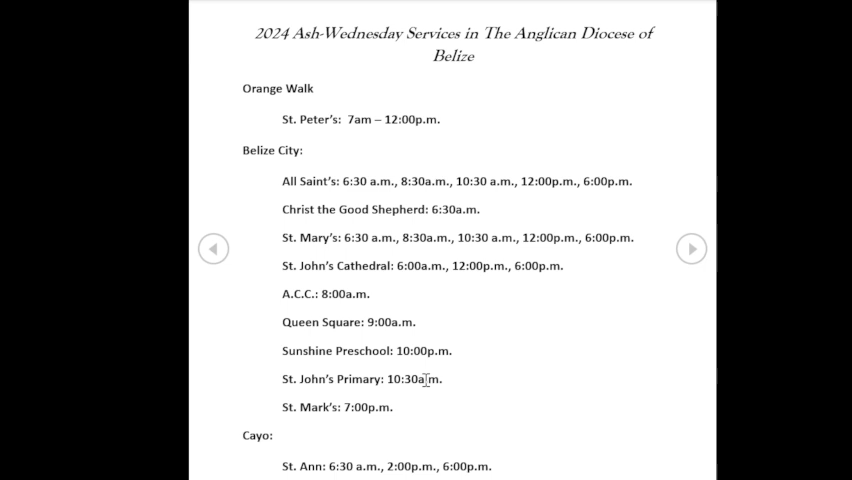 2024 Ash-Wednesday Services in The Anglican Diocese of
Belize
Orange Walk
St. Peter's: 7am – 12:00p.m.
Belize City:
All Saint's: 6:30 a.m., 8:30a.m., 10:30 a.m., 12:00p.m., 6:00p.m.
Christ the Good Shepherd: 6:30a.m.
St. Mary's: 6:30 a.m., 8:30a.m., 10:30 a.m., 12:00p.m., 6:00p.m.
St. John's Cathedral: 6:00a.m., 12:00p.m., 6:00p.m.
A.C.C.: 8:00a.m.
Queen Square: 9:00a.m.
Sunshine Preschool: 10:00p.m.
St. John's Primary: 10:30a.m.
St. Mark's: 7:00p.m.
Cayo:
St. Ann: 6:30 a.m., 2:00p.m., 6:00p.m.